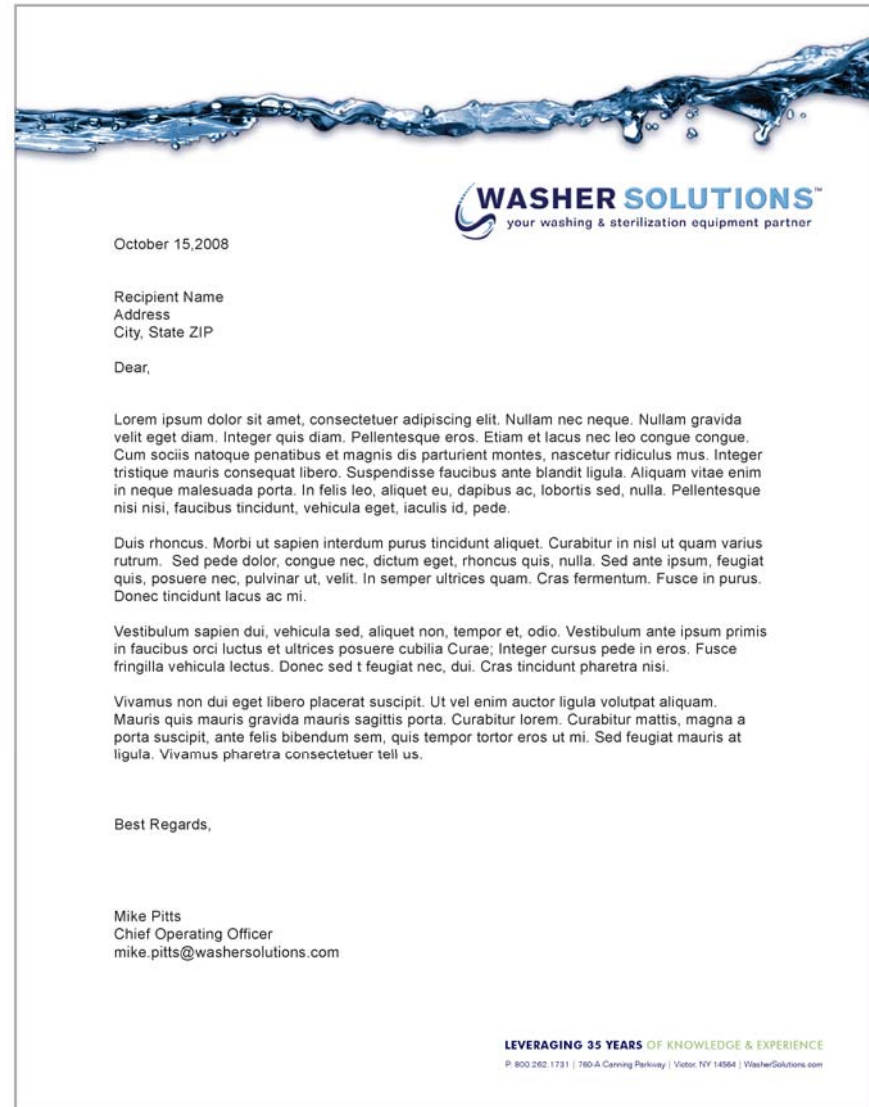 WASHER SOLUTIONS™
your washing & sterilization equipment partner
October 15,2008
Recipient Name
Address
City, State ZIP
Dear,
Lorem ipsum dolor sit amet, consectetuer adipiscing elit. Nullam nec neque. Nullam gravida
velit eget diam. Integer quis diam. Pellentesque eros. Etiam et lacus nec leo congue congue.
Cum sociis natoque penatibus et magnis dis parturient montes, nascetur ridiculus mus. Integer
tristique mauris consequat libero. Suspendisse faucibus ante blandit ligula. Aliquam vitae enim
in neque malesuada porta. In felis leo, aliquet eu, dapibus ac, lobortis sed, nulla. Pellentesque
nisi nisi, faucibus tincidunt, vehicula eget, iaculis id, pede.
Duis rhoncus. Morbi ut sapien interdum purus tincidunt aliquet. Curabitur in nisl ut quam varius
rutrum.  Sed pede dolor, congue nec, dictum eget, rhoncus quis, nulla. Sed ante ipsum, feugiat
quis, posuere nec, pulvinar ut, velit. In semper ultrices quam. Cras fermentum. Fusce in purus.
Donec tincidunt lacus ac mi.
Vestibulum sapien dui, vehicula sed, aliquet non, tempor et, odio. Vestibulum ante ipsum primis
in faucibus orci luctus et ultrices posuere cubilia Curae; Integer cursus pede in eros. Fusce
fringilla vehicula lectus. Donec sed t feugiat nec, dui. Cras tincidunt pharetra nisi.
Vivamus non dui eget libero placerat suscipit. Ut vel enim auctor ligula volutpat aliquam.
Mauris quis mauris gravida mauris sagittis porta. Curabitur lorem. Curabitur mattis, magna a
porta suscipit, ante felis bibendum sem, quis tempor tortor eros ut mi. Sed feugiat mauris at
ligula. Vivamus pharetra consectetuer tell us.
Best Regards,
Mike Pitts
Chief Operating Officer
mike.pitts@washersolutions.com
LEVERAGING 35 YEARS OF KNOWLEDGE & EXPERIENCE
P: 800.262.1731 | 760-A Canning Parkway | Victor, NY 14564 | WasherSolutions.com